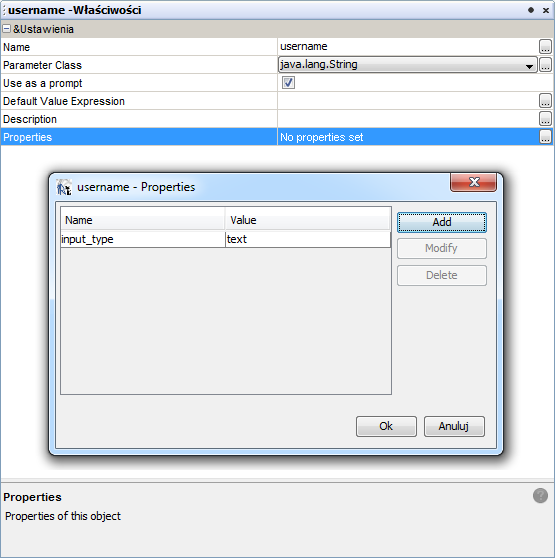 username -Właściwości
&Ustawienia
Name username ...
Parameter Class java.lang.String ...
Use as a prompt
Default Value Expression ...
Description ...
Properties No properties set ...
username - Properties
Name Value
input_type text
Add
Modify
Delete
Ok Anuluj
Properties ?
Properties of this object